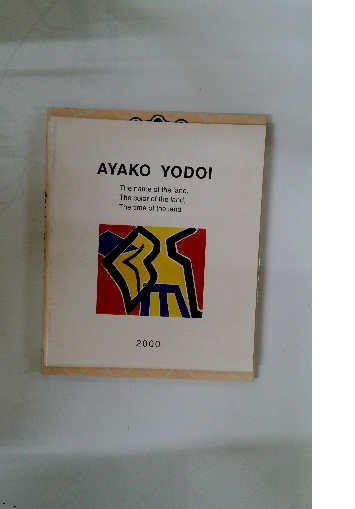 AYAKO YODOI
The name of the land,
The color of the land,
The time of the land
2000